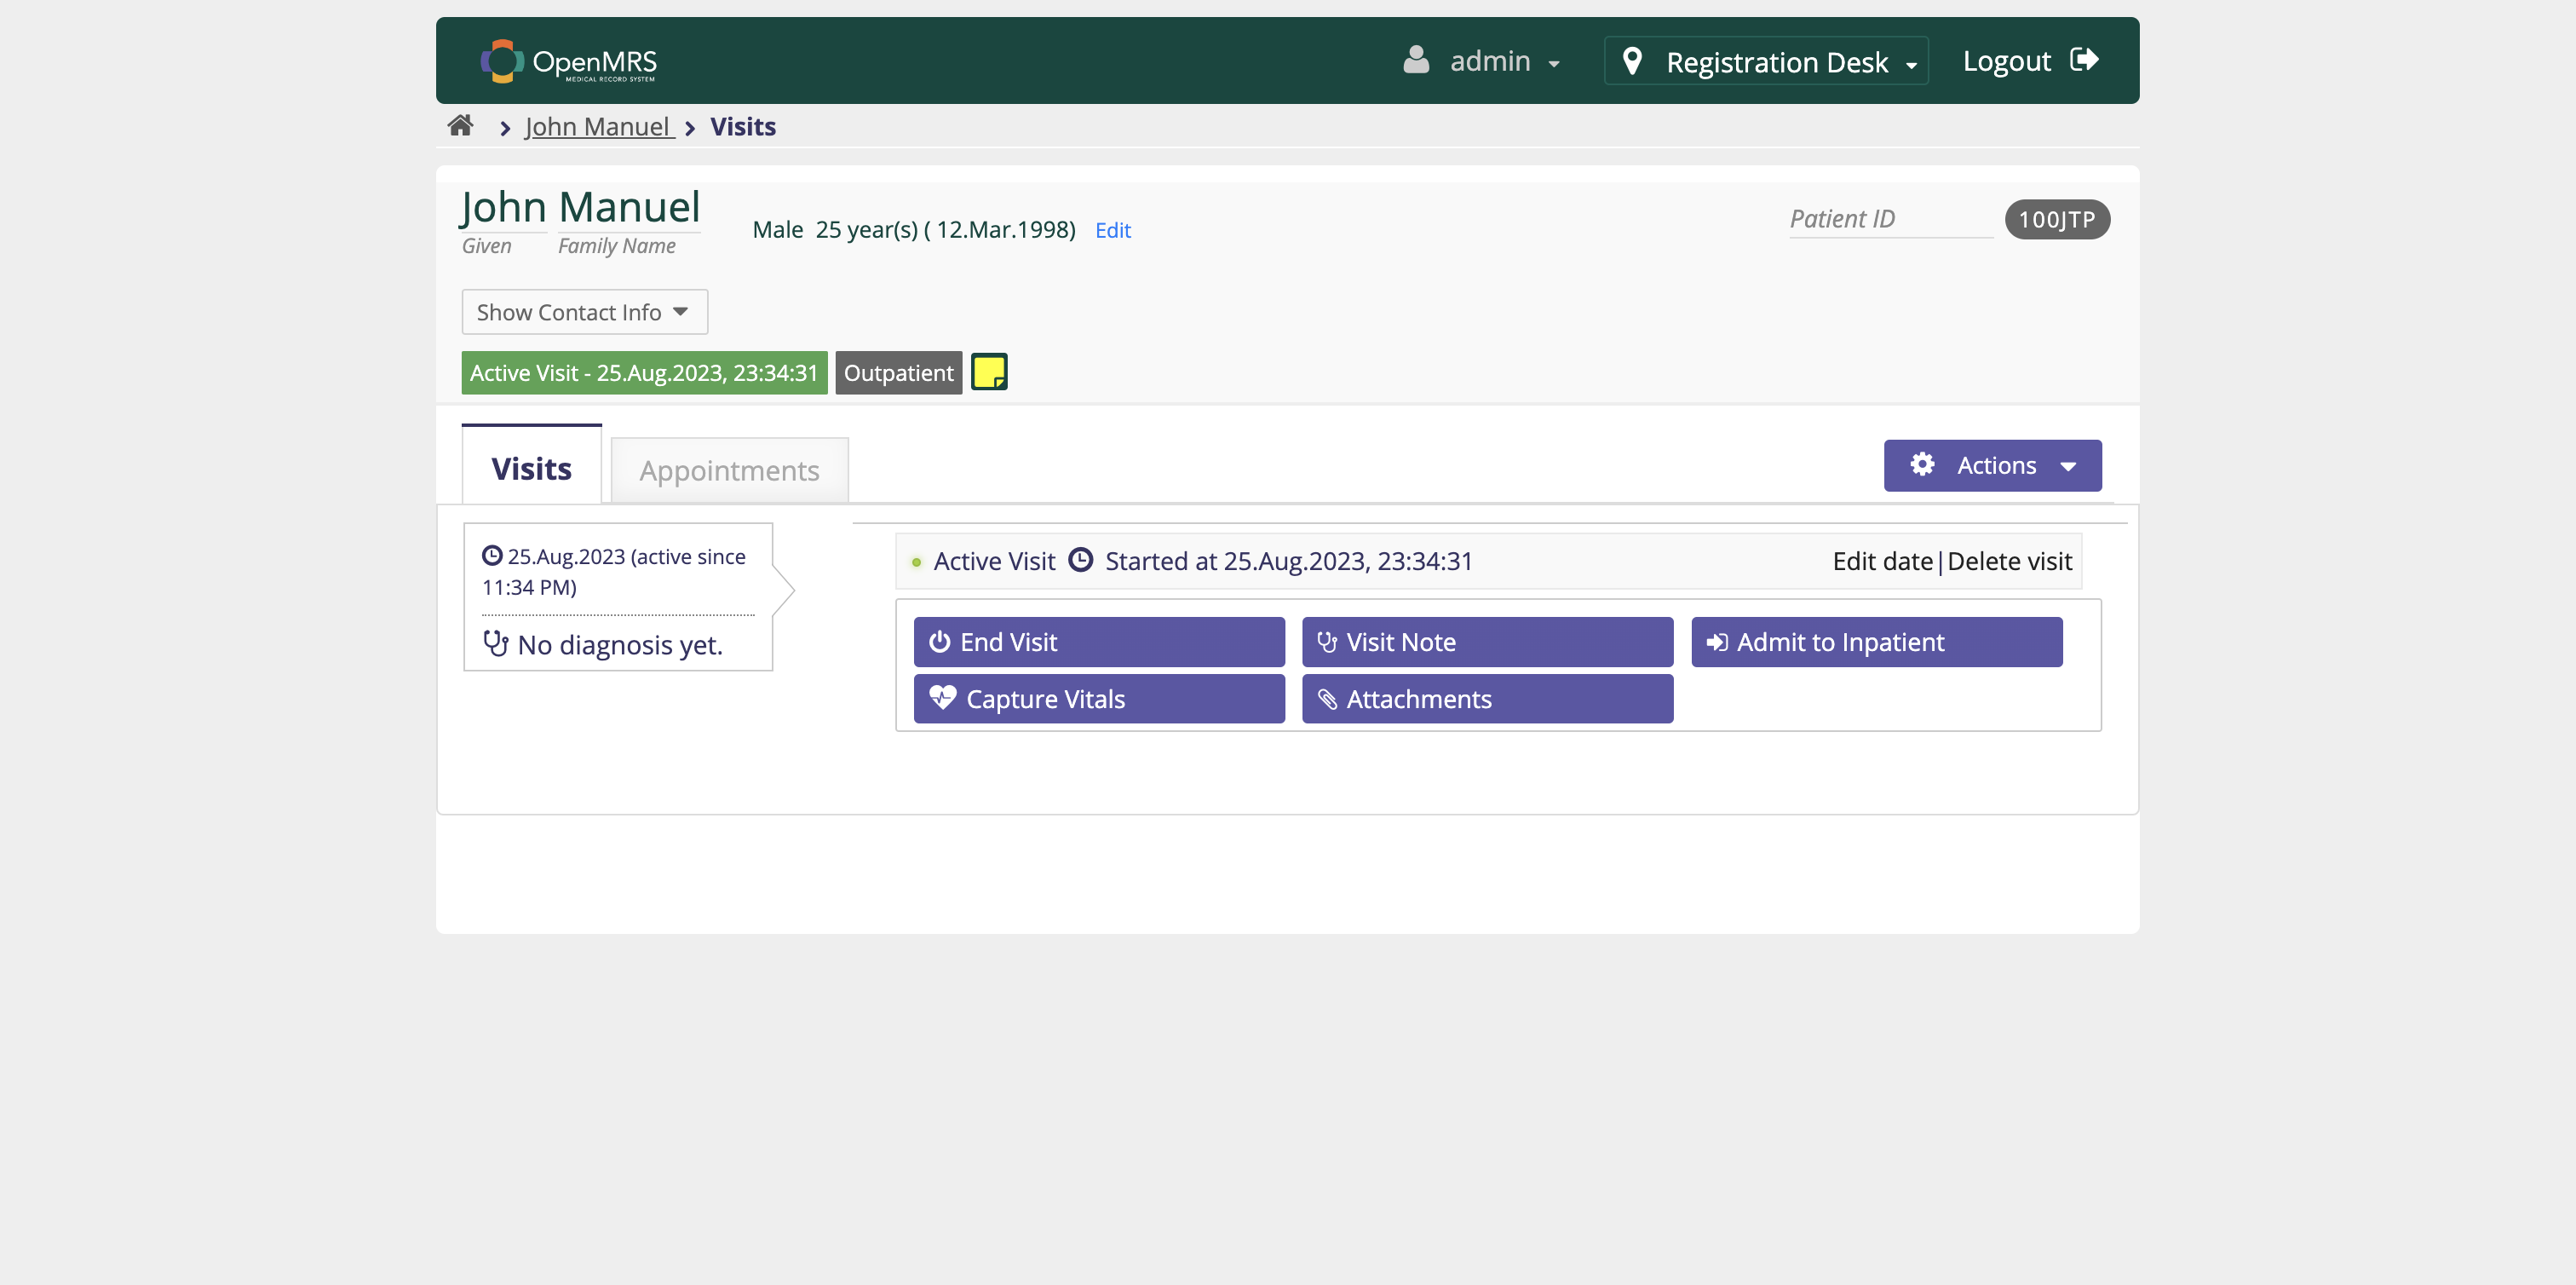 OpenMRS
MEDICAL RECORD SYSTEM
admin
Registration Desk
Logout
John Manuel
Visits
John Manuel
Given Family Name
Male 25 year(s) ( 12.Mar.1998) Edit
Patient ID 100JTP
Show Contact Info
Active Visit - 25.Aug.2023, 23:34:31 Outpatient
Visits
Appointments
Actions
25.Aug.2023 (active since
11:34 PM)
No diagnosis yet.
Active Visit Started at 25.Aug.2023, 23:34:31
Edit date|Delete visit
End Visit
Visit Note
Admit to Inpatient
Capture Vitals
Attachments